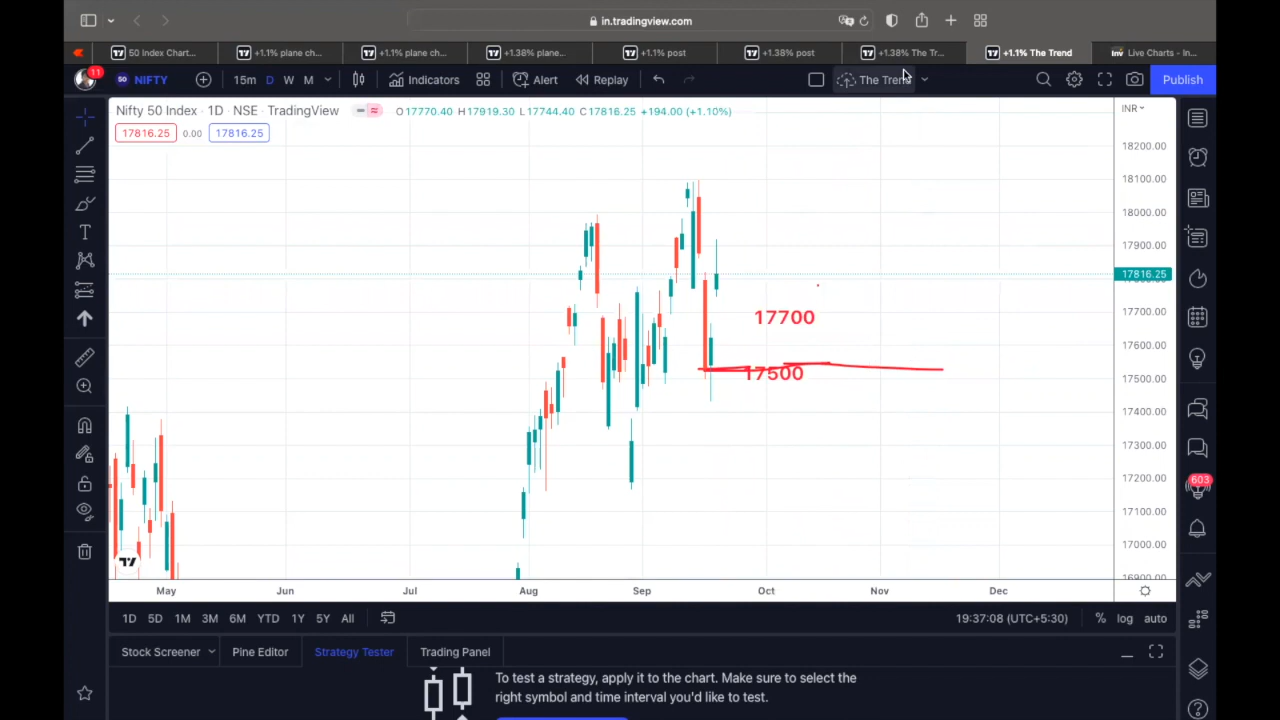 in.tradingview.com
50 Index Chart...
+1.1% plane ch...
+1.1% plane ch...
+1.38% plane...
+1.1% post
+1.38% post
+1.38% The Tr...
+1.1% The Trend
Live Charts - In...
11
NIFTY
15m D W M
Indicators
Alert
Replay
The Trend
Publish
Nifty 50 Index · 1D · NSE · TradingView
O17770.40 H17919.30 L17744.40 C17816.25 +194.00 (+1.10%)
INR
17816.25 0.00 17816.25
18200.00
18100.00
18000.00
17900.00
17816.25
17700.00
17600.00
17500.00
17400.00
17300.00
17200.00
17100.00
17000.00
16900.00
17700
17500
603
May Jun Jul Aug Sep Oct Nov Dec
1D 5D 1M 3M 6M YTD 1Y 5Y All
19:37:08 (UTC+5:30)
% log auto
Stock Screener
Pine Editor
Strategy Tester
Trading Panel
To test a strategy, apply it to the chart. Make sure to select the
right symbol and time interval you'd like to test.